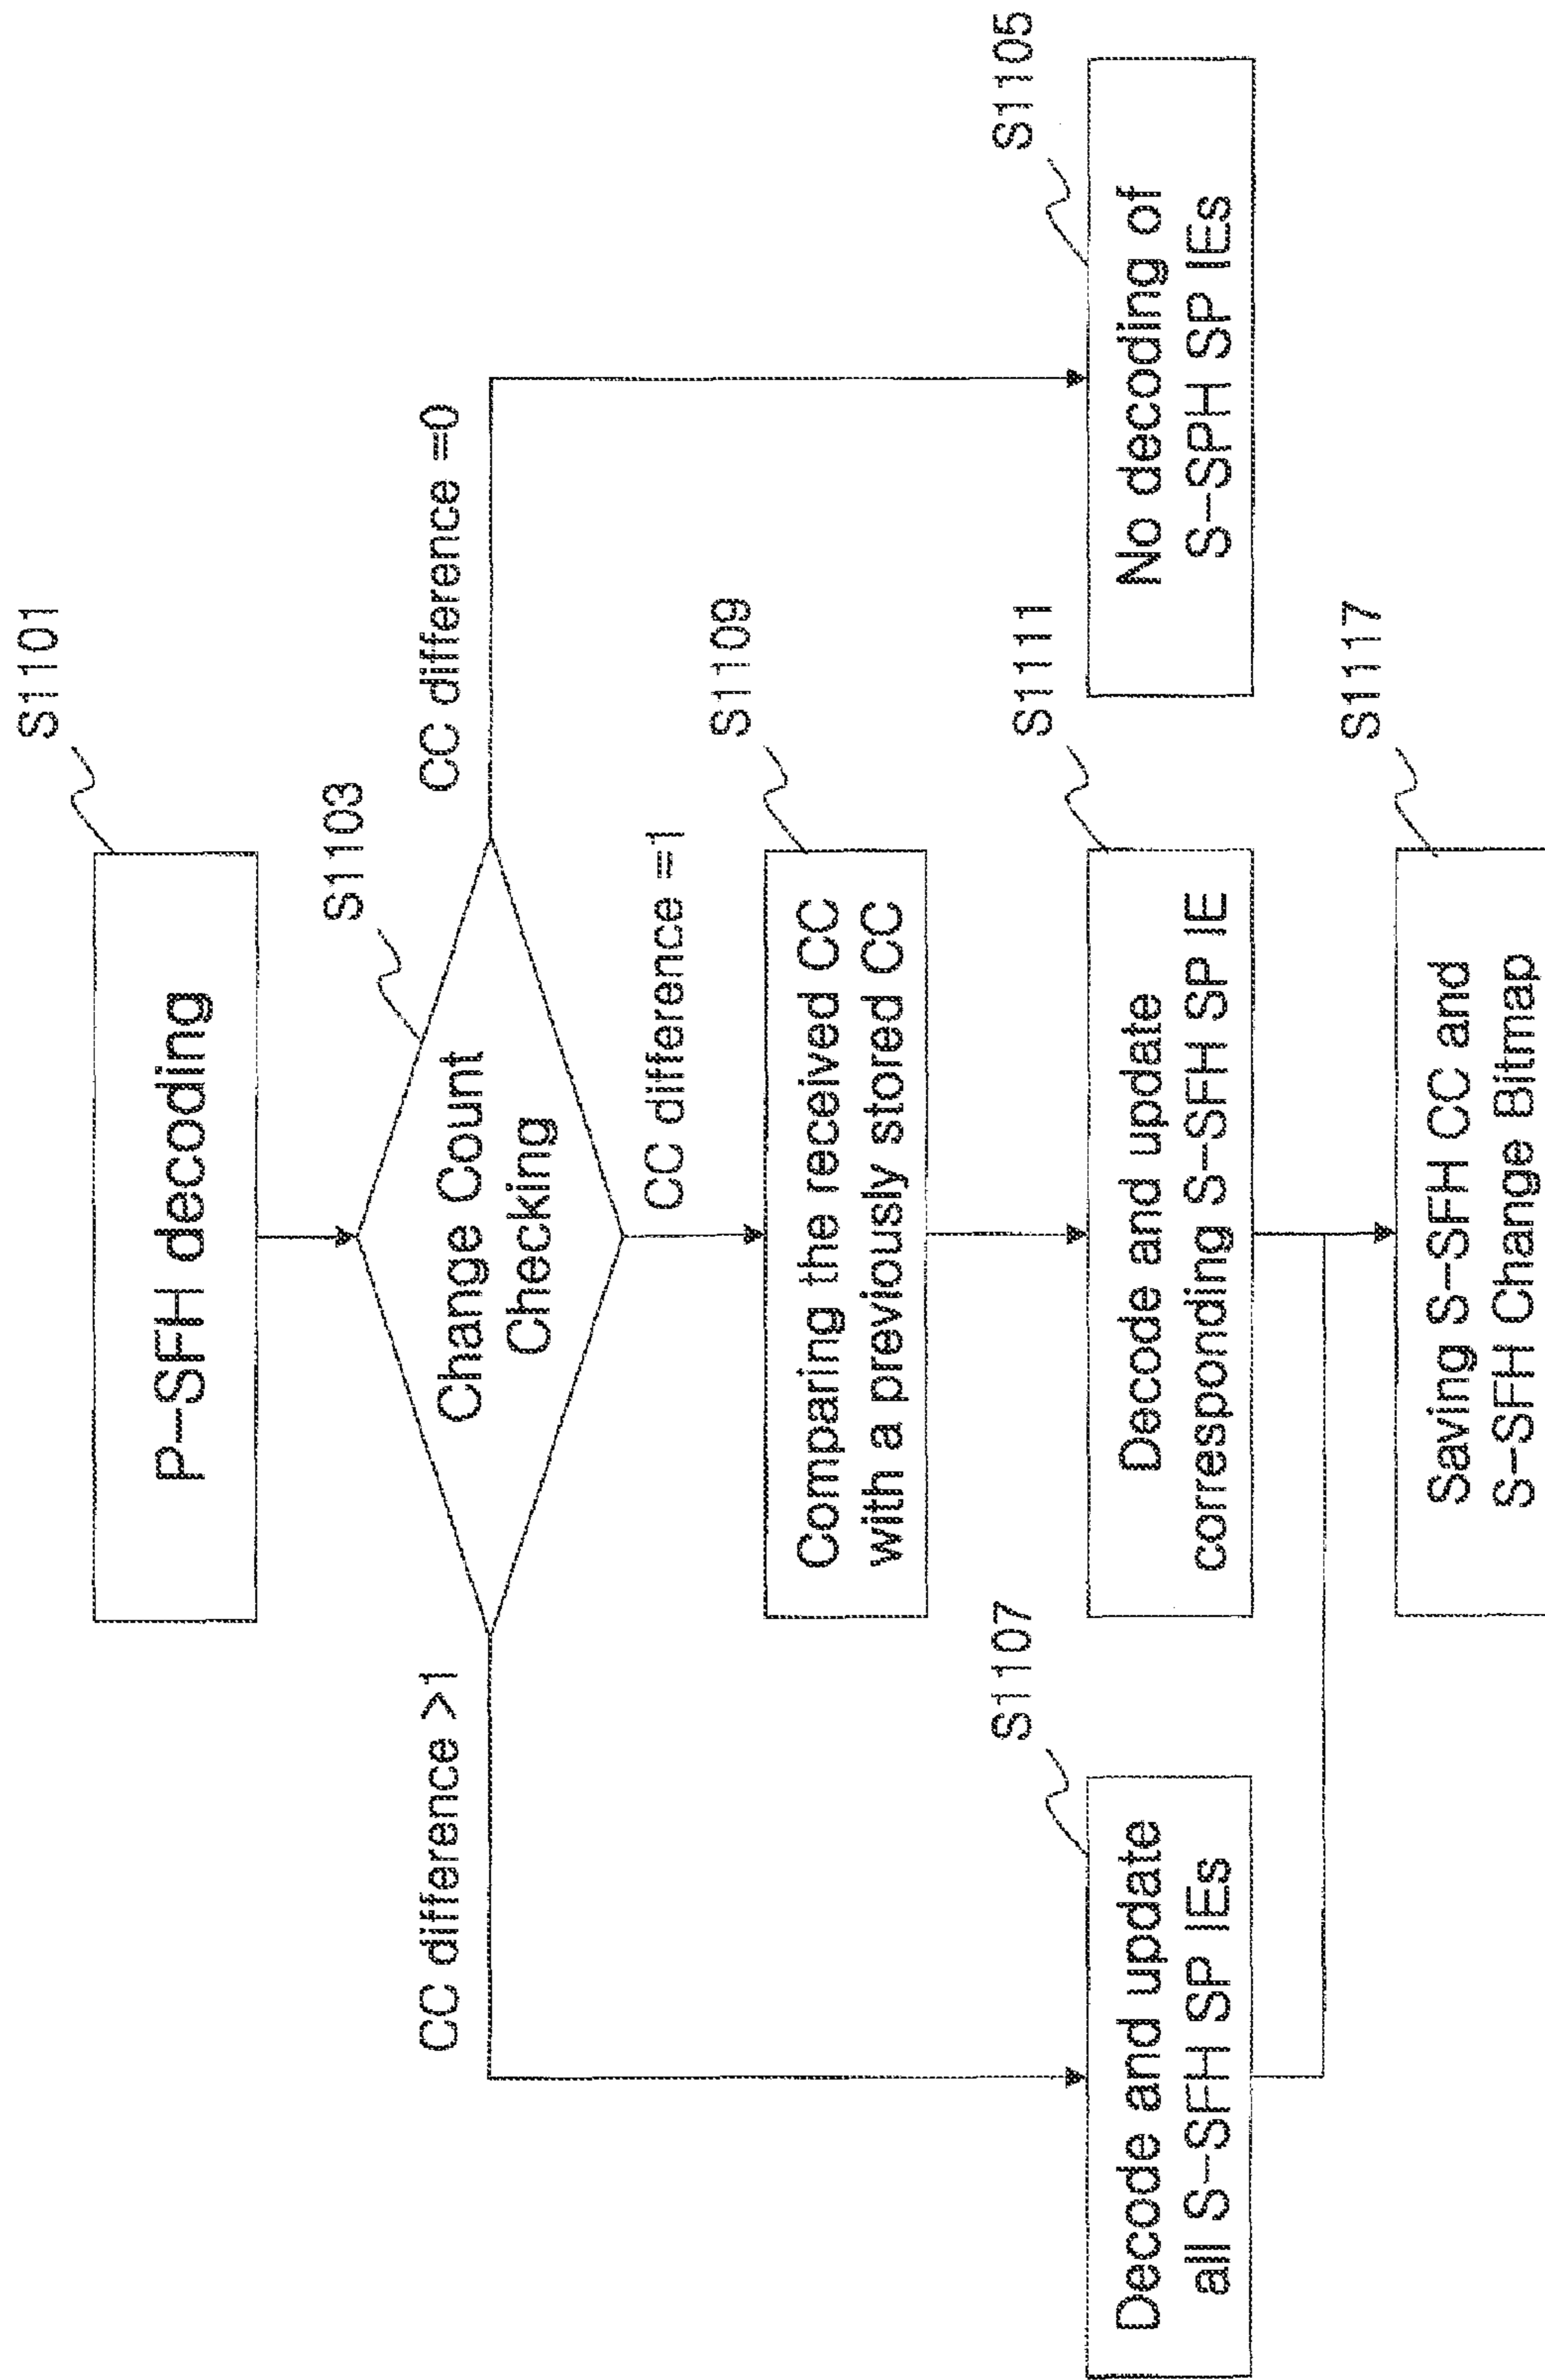 S1101
P-SFH decoding
S1103
Change Count
Checking
CC difference >1
CC difference =0
CC difference =1
S1109
Comparing the received CC
with a previously stored CC
S1107
Decode and update
all S-SFH SP IEs
S1111
Decode and update
corresponding S-SFH SP IE
S1105
No decoding of
S-SPH SP IEs
S1117
Saving S-SFH CC and
S-SFH Change Bitmap